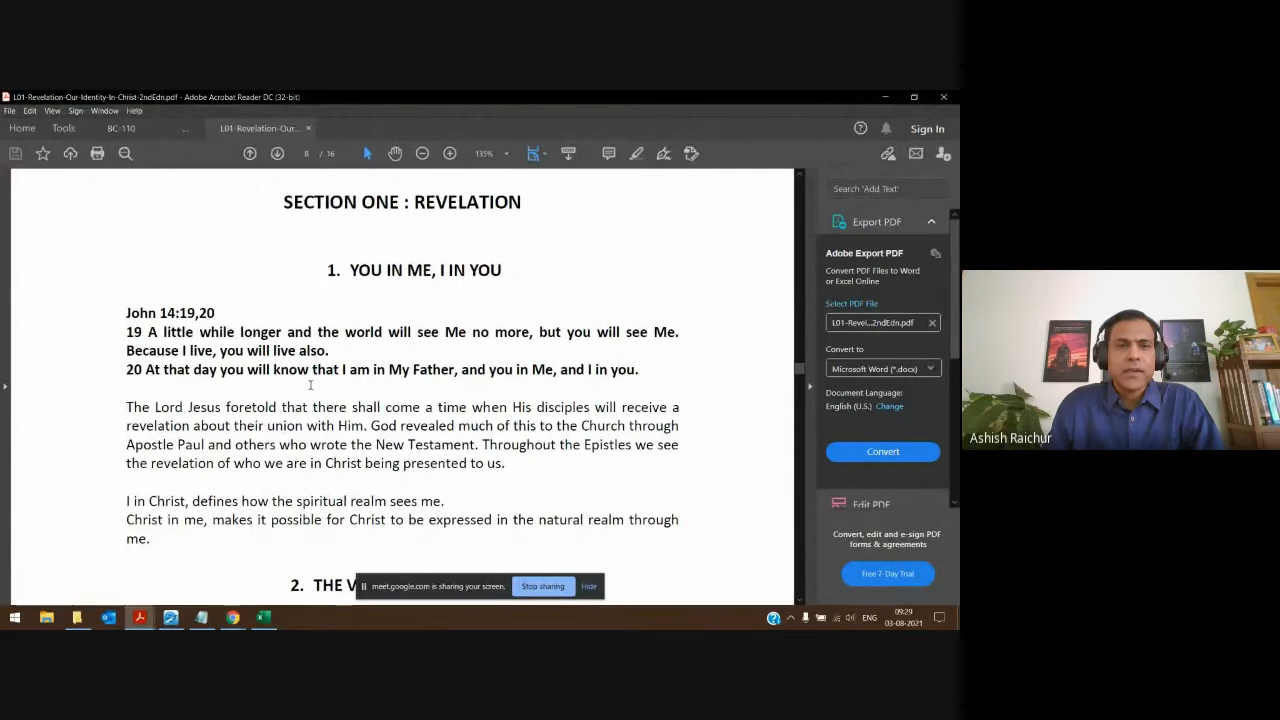 L01-Revelation-Our-Identity-In-Christ-2ndEdn.pdf - Adobe Acrobat Reader DC (32-bit)
File Edit View Sign Window Help
Home Tools BC-110 ... L01-Revelation-Our... × Sign In
8 / 16 135%
SECTION ONE : REVELATION
1. YOU IN ME, I IN YOU
John 14:19,20
19 A little while longer and the world will see Me no more, but you will see Me.
Because I live, you will live also.
20 At that day you will know that I am in My Father, and you in Me, and I in you.
The Lord Jesus foretold that there shall come a time when His disciples will receive a
revelation about their union with Him. God revealed much of this to the Church through
Apostle Paul and others who wrote the New Testament. Throughout the Epistles we see
the revelation of who we are in Christ being presented to us.
I in Christ, defines how the spiritual realm sees me.
Christ in me, makes it possible for Christ to be expressed in the natural realm through
me.
2. THE V
meet.google.com is sharing your screen. Stop sharing Hide
Search 'Add Text'
Export PDF
Adobe Export PDF
Convert PDF Files to Word
or Excel Online
Select PDF File
L01-Revel...2ndEdn.pdf
Convert to
Microsoft Word (*.docx)
Document Language:
English (U.S.) Change
Convert
Edit PDF
Convert, edit and e-sign PDF
forms & agreements
Free 7-Day Trial
ENG
09:29
03-08-2021
Ashish Raichur